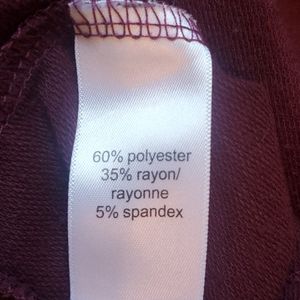 60% polyester
35% rayon/
rayonne
5% spandex